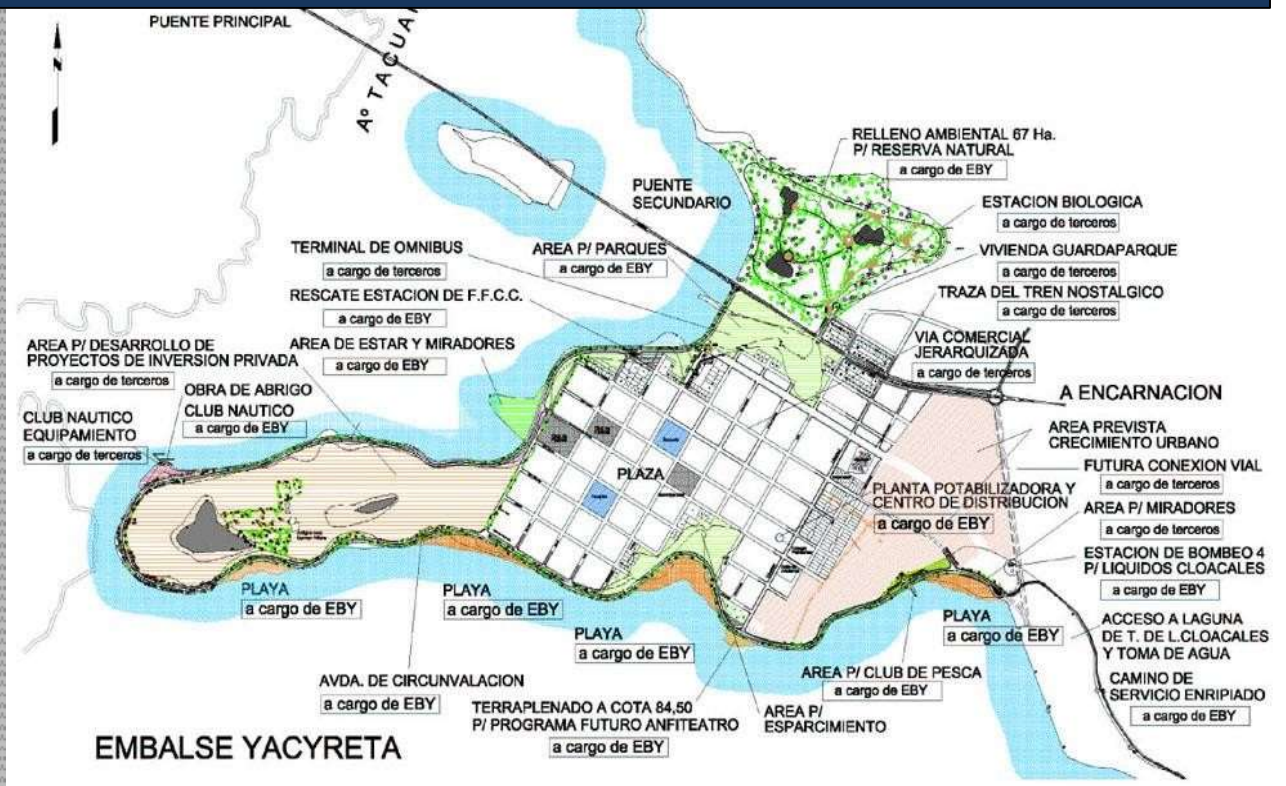 PUENTE PRINCIPAL
N
Aº TACUA
RELLENO AMBIENTAL 67 Ha.
P/ RESERVA NATURAL
a cargo de EBY
PUENTE
SECUNDARIO
ESTACION BIOLOGICA
a cargo de terceros
TERMINAL DE OMNIBUS
a cargo de terceros
AREA P/ PARQUES
a cargo de EBY
VIVIENDA GUARDAPARQUE
a cargo de terceros
RESCATE ESTACION DE F.F.C.C.
a cargo de EBY
TRAZA DEL TREN NOSTALGICO
a cargo de terceros
AREA P/ DESARROLLO DE
PROYECTOS DE INVERSION PRIVADA
a cargo de terceros
AREA DE ESTAR Y MIRADORES
a cargo de EBY
VIA COMERCIAL
JERARQUIZADA
a cargo de terceros
OBRA DE ABRIGO
CLUB NAUTICO
a cargo de EBY
A ENCARNACION
CLUB NAUTICO
EQUIPAMIENTO
a cargo de terceros
AREA PREVISTA
CRECIMIENTO URBANO
FUTURA CONEXION VIAL
a cargo de terceros
PLAZA
PLANTA POTABILIZADORA Y
CENTRO DE DISTRIBUCION
a cargo de EBY
AREA P/ MIRADORES
a cargo de terceros
ESTACION DE BOMBEO 4
P/ LIQUIDOS CLOACALES
a cargo de EBY
PLAYA
a cargo de EBY
PLAYA
a cargo de EBY
PLAYA
a cargo de EBY
PLAYA
a cargo de EBY
ACCESO A LAGUNA
DE T. DE L.CLOACALES
Y TOMA DE AGUA
AREA P/ CLUB DE PESCA
a cargo de EBY
AVDA. DE CIRCUNVALACION
a cargo de EBY
CAMINO DE
SERVICIO ENRIPIADO
a cargo de EBY
TERRAPLENADO A COTA 84,50
P/ PROGRAMA FUTURO ANFITEATRO
a cargo de EBY
AREA P/
ESPARCIMIENTO
EMBALSE YACYRETA